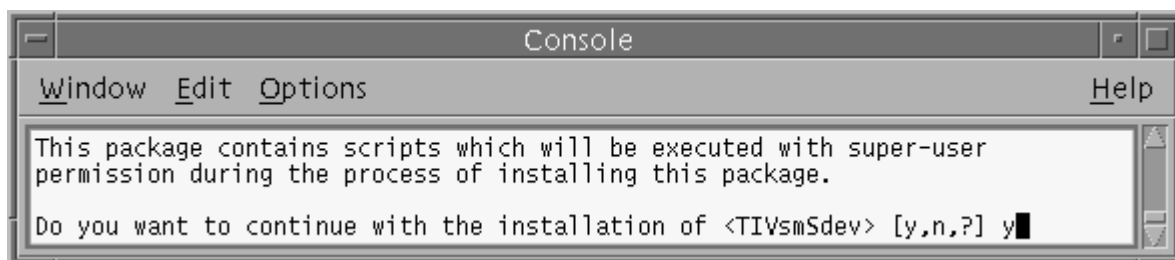 Console
Window Edit Options Help
This package contains scripts which will be executed with super-user
permission during the process of installing this package.
Do you want to continue with the installation of <TIVsmSdev> [y,n,?] y